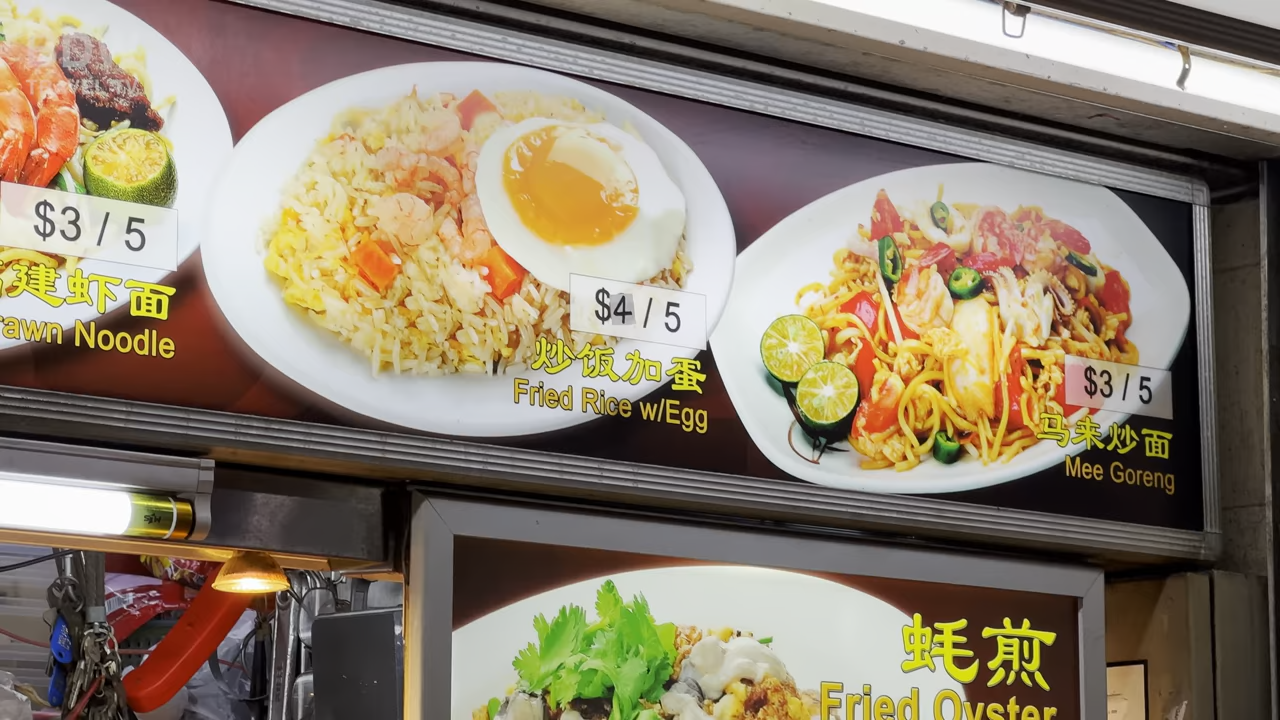 $3 / 5
建虾面
rawn Noodle
$4 / 5
炒饭加蛋
Fried Rice w/Egg
$3 / 5
马来炒面
Mee Goreng
蚝煎
Fried Oyster